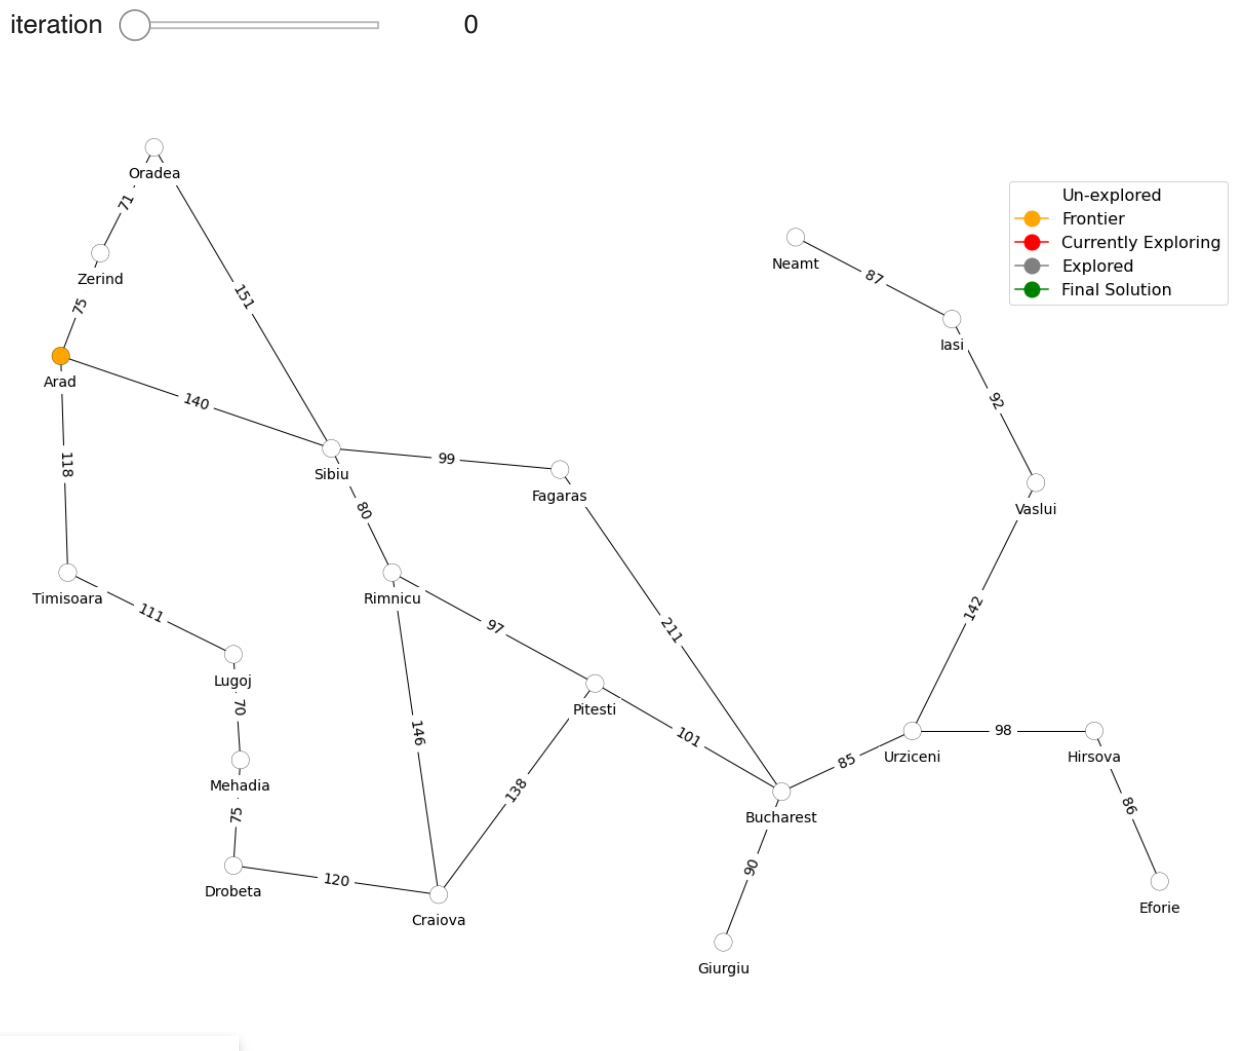 iteration 0
Oradea
71
Zerind
75
151
Arad
140
118
Sibiu
99
Fagaras
80
Timisoara
111
Rimnicu
97
211
Lugoj
70
Pitesti
146
101
Mehadia
138
75
Drobeta
120
Craiova
Bucharest
85
90
Giurgiu
Urziceni
98
Hirsova
86
Eforie
142
Vaslui
92
Iasi
87
Neamt
Un-explored
Frontier
Currently Exploring
Explored
Final Solution